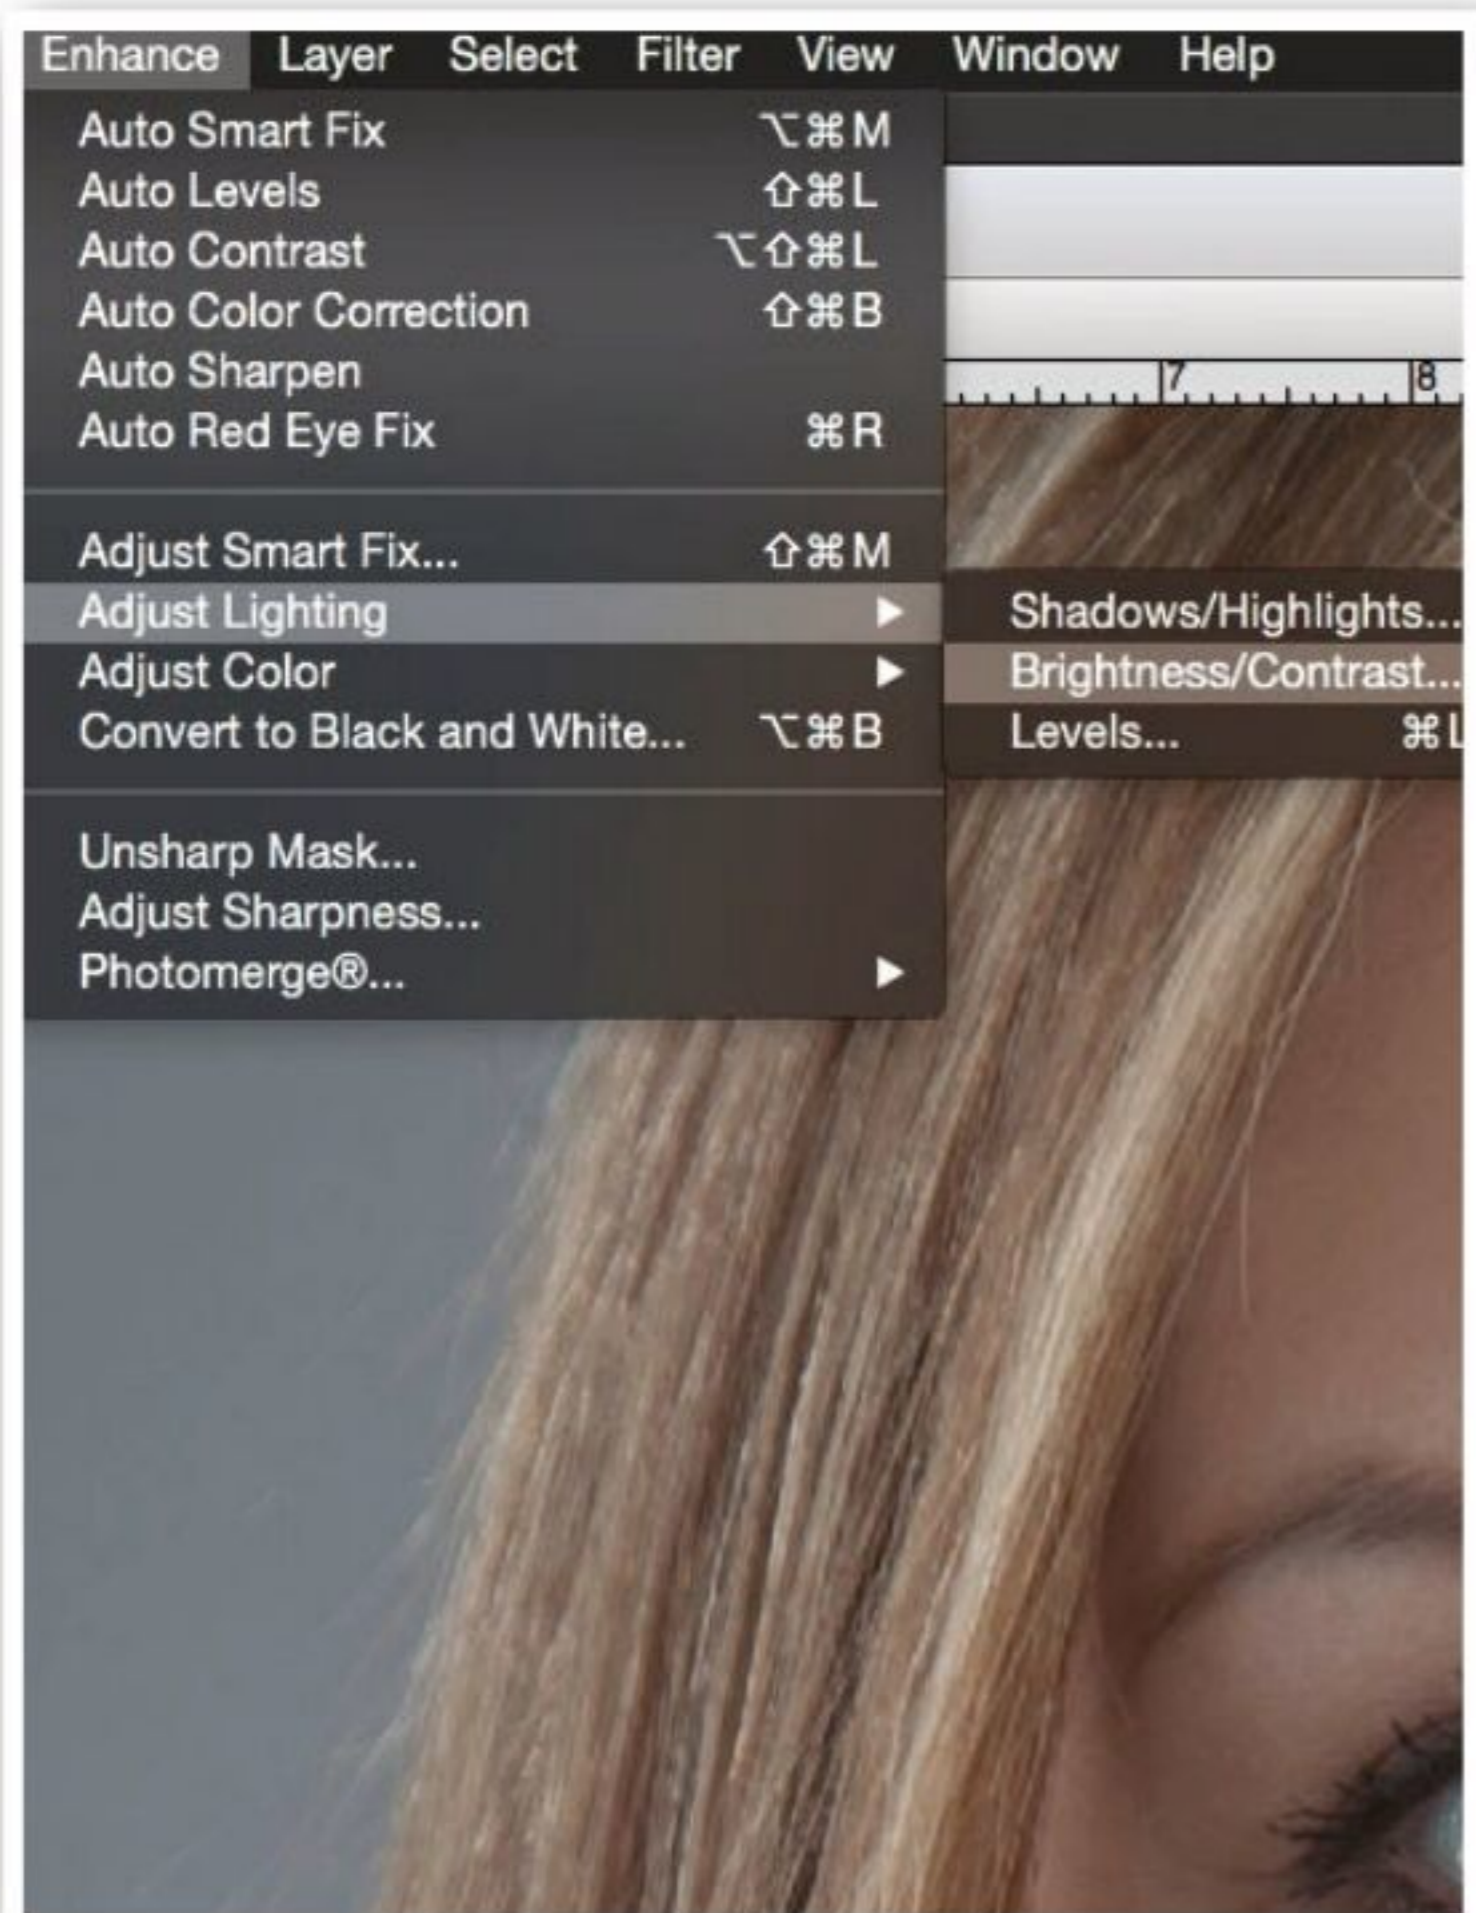 Enhance Layer Select Filter View Window Help
Auto Smart Fix ⌥⌘M
Auto Levels ⇧⌘L
Auto Contrast ⌥⇧⌘L
Auto Color Correction ⇧⌘B
Auto Sharpen
Auto Red Eye Fix ⌘R
7 8
Adjust Smart Fix... ⇧⌘M
Adjust Lighting ▶ Shadows/Highlights...
Adjust Color ▶ Brightness/Contrast...
Convert to Black and White... ⌥⌘B Levels... ⌘L
Unsharp Mask...
Adjust Sharpness...
Photomerge®... ▶